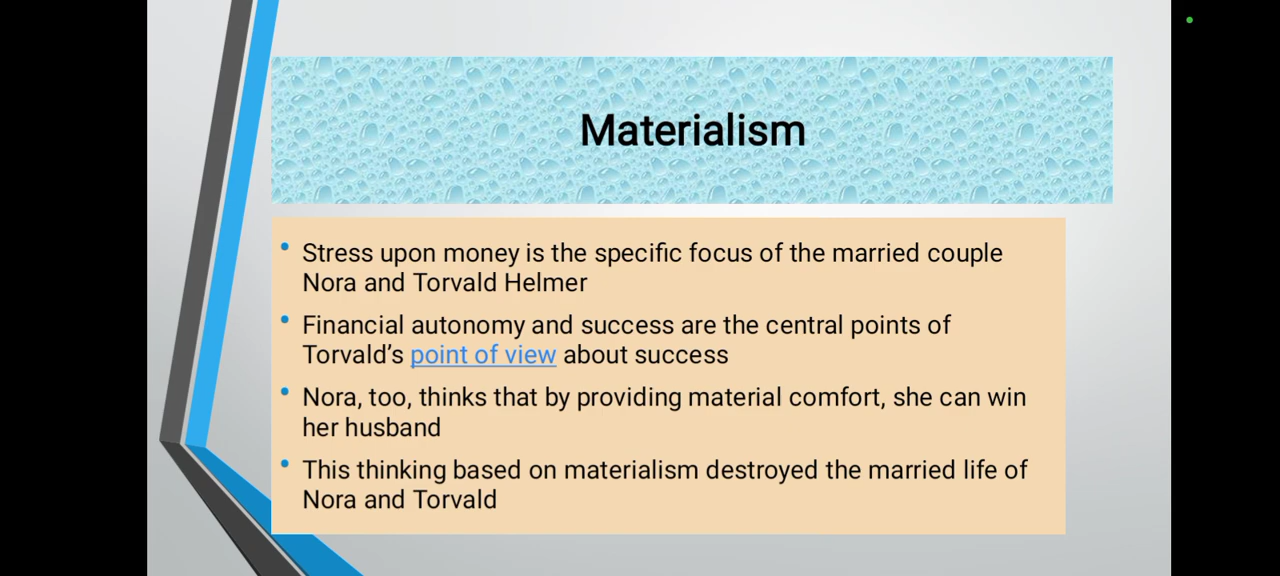 Materialism
• Stress upon money is the specific focus of the married couple
Nora and Torvald Helmer
• Financial autonomy and success are the central points of
Torvald’s point of view about success
• Nora, too, thinks that by providing material comfort, she can win
her husband
• This thinking based on materialism destroyed the married life of
Nora and Torvald